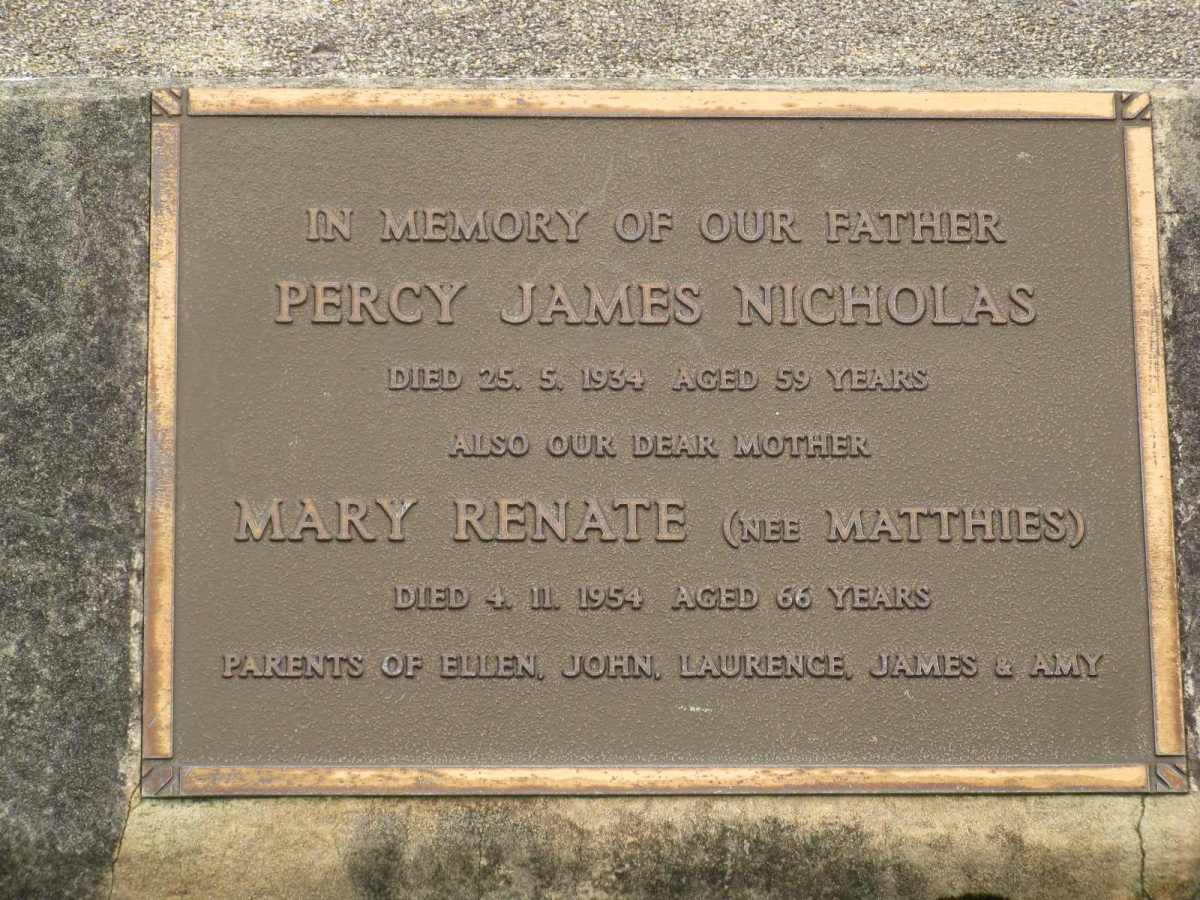 IN MEMORY OF OUR FATHER
PERCY JAMES NICHOLAS
DIED 25. 5. 1934 AGED 59 YEARS
ALSO OUR DEAR MOTHER
MARY RENATE (NEE MATTHIES)
DIED 4. 11. 1954 AGED 66 YEARS
PARENTS OF ELLEN, JOHN, LAURENCE, JAMES & AMY